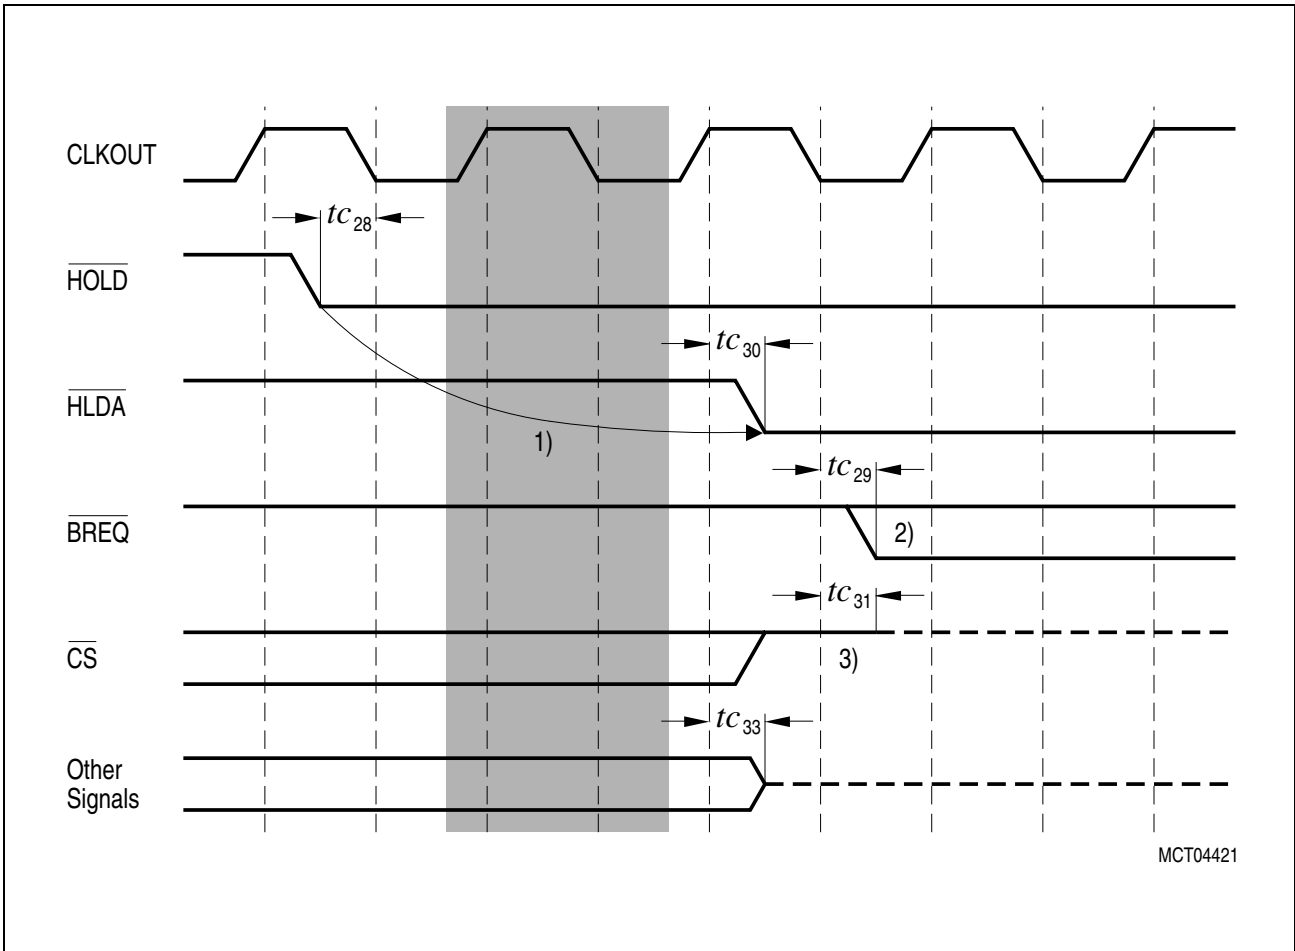 CLKOUT
tc28
HOLD
tc30
HLDA
1)
tc29
BREQ
2)
tc31
CS
3)
tc33
Other
Signals
MCT04421